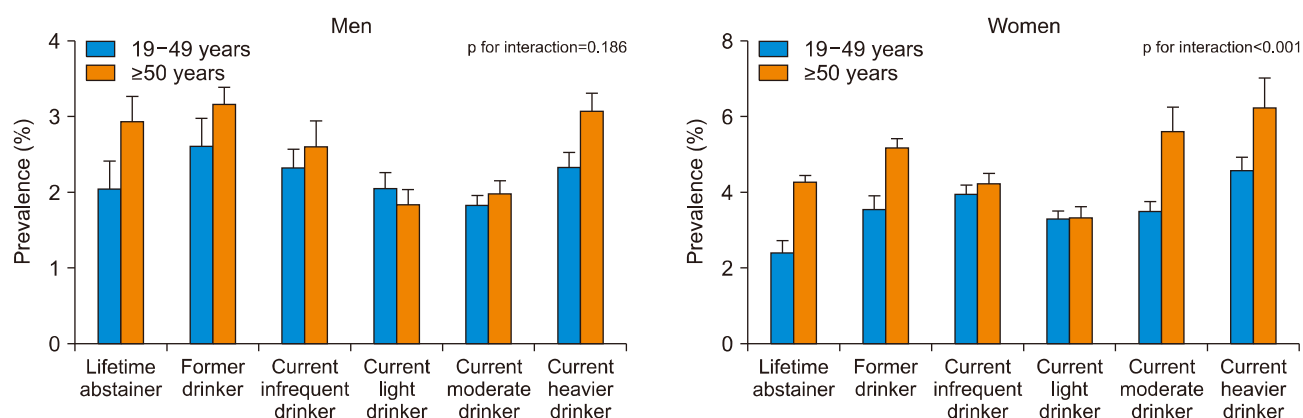 Men
p for interaction=0.186
19−49 years
≥50 years
Prevalence (%)
4
3
2
1
0
Lifetime
abstainer
Former
drinker
Current
infrequent
drinker
Current
light
drinker
Current
moderate
drinker
Current
heavier
drinker
Women
p for interaction<0.001
19−49 years
≥50 years
Prevalence (%)
8
6
4
2
0
Lifetime
abstainer
Former
drinker
Current
infrequent
drinker
Current
light
drinker
Current
moderate
drinker
Current
heavier
drinker